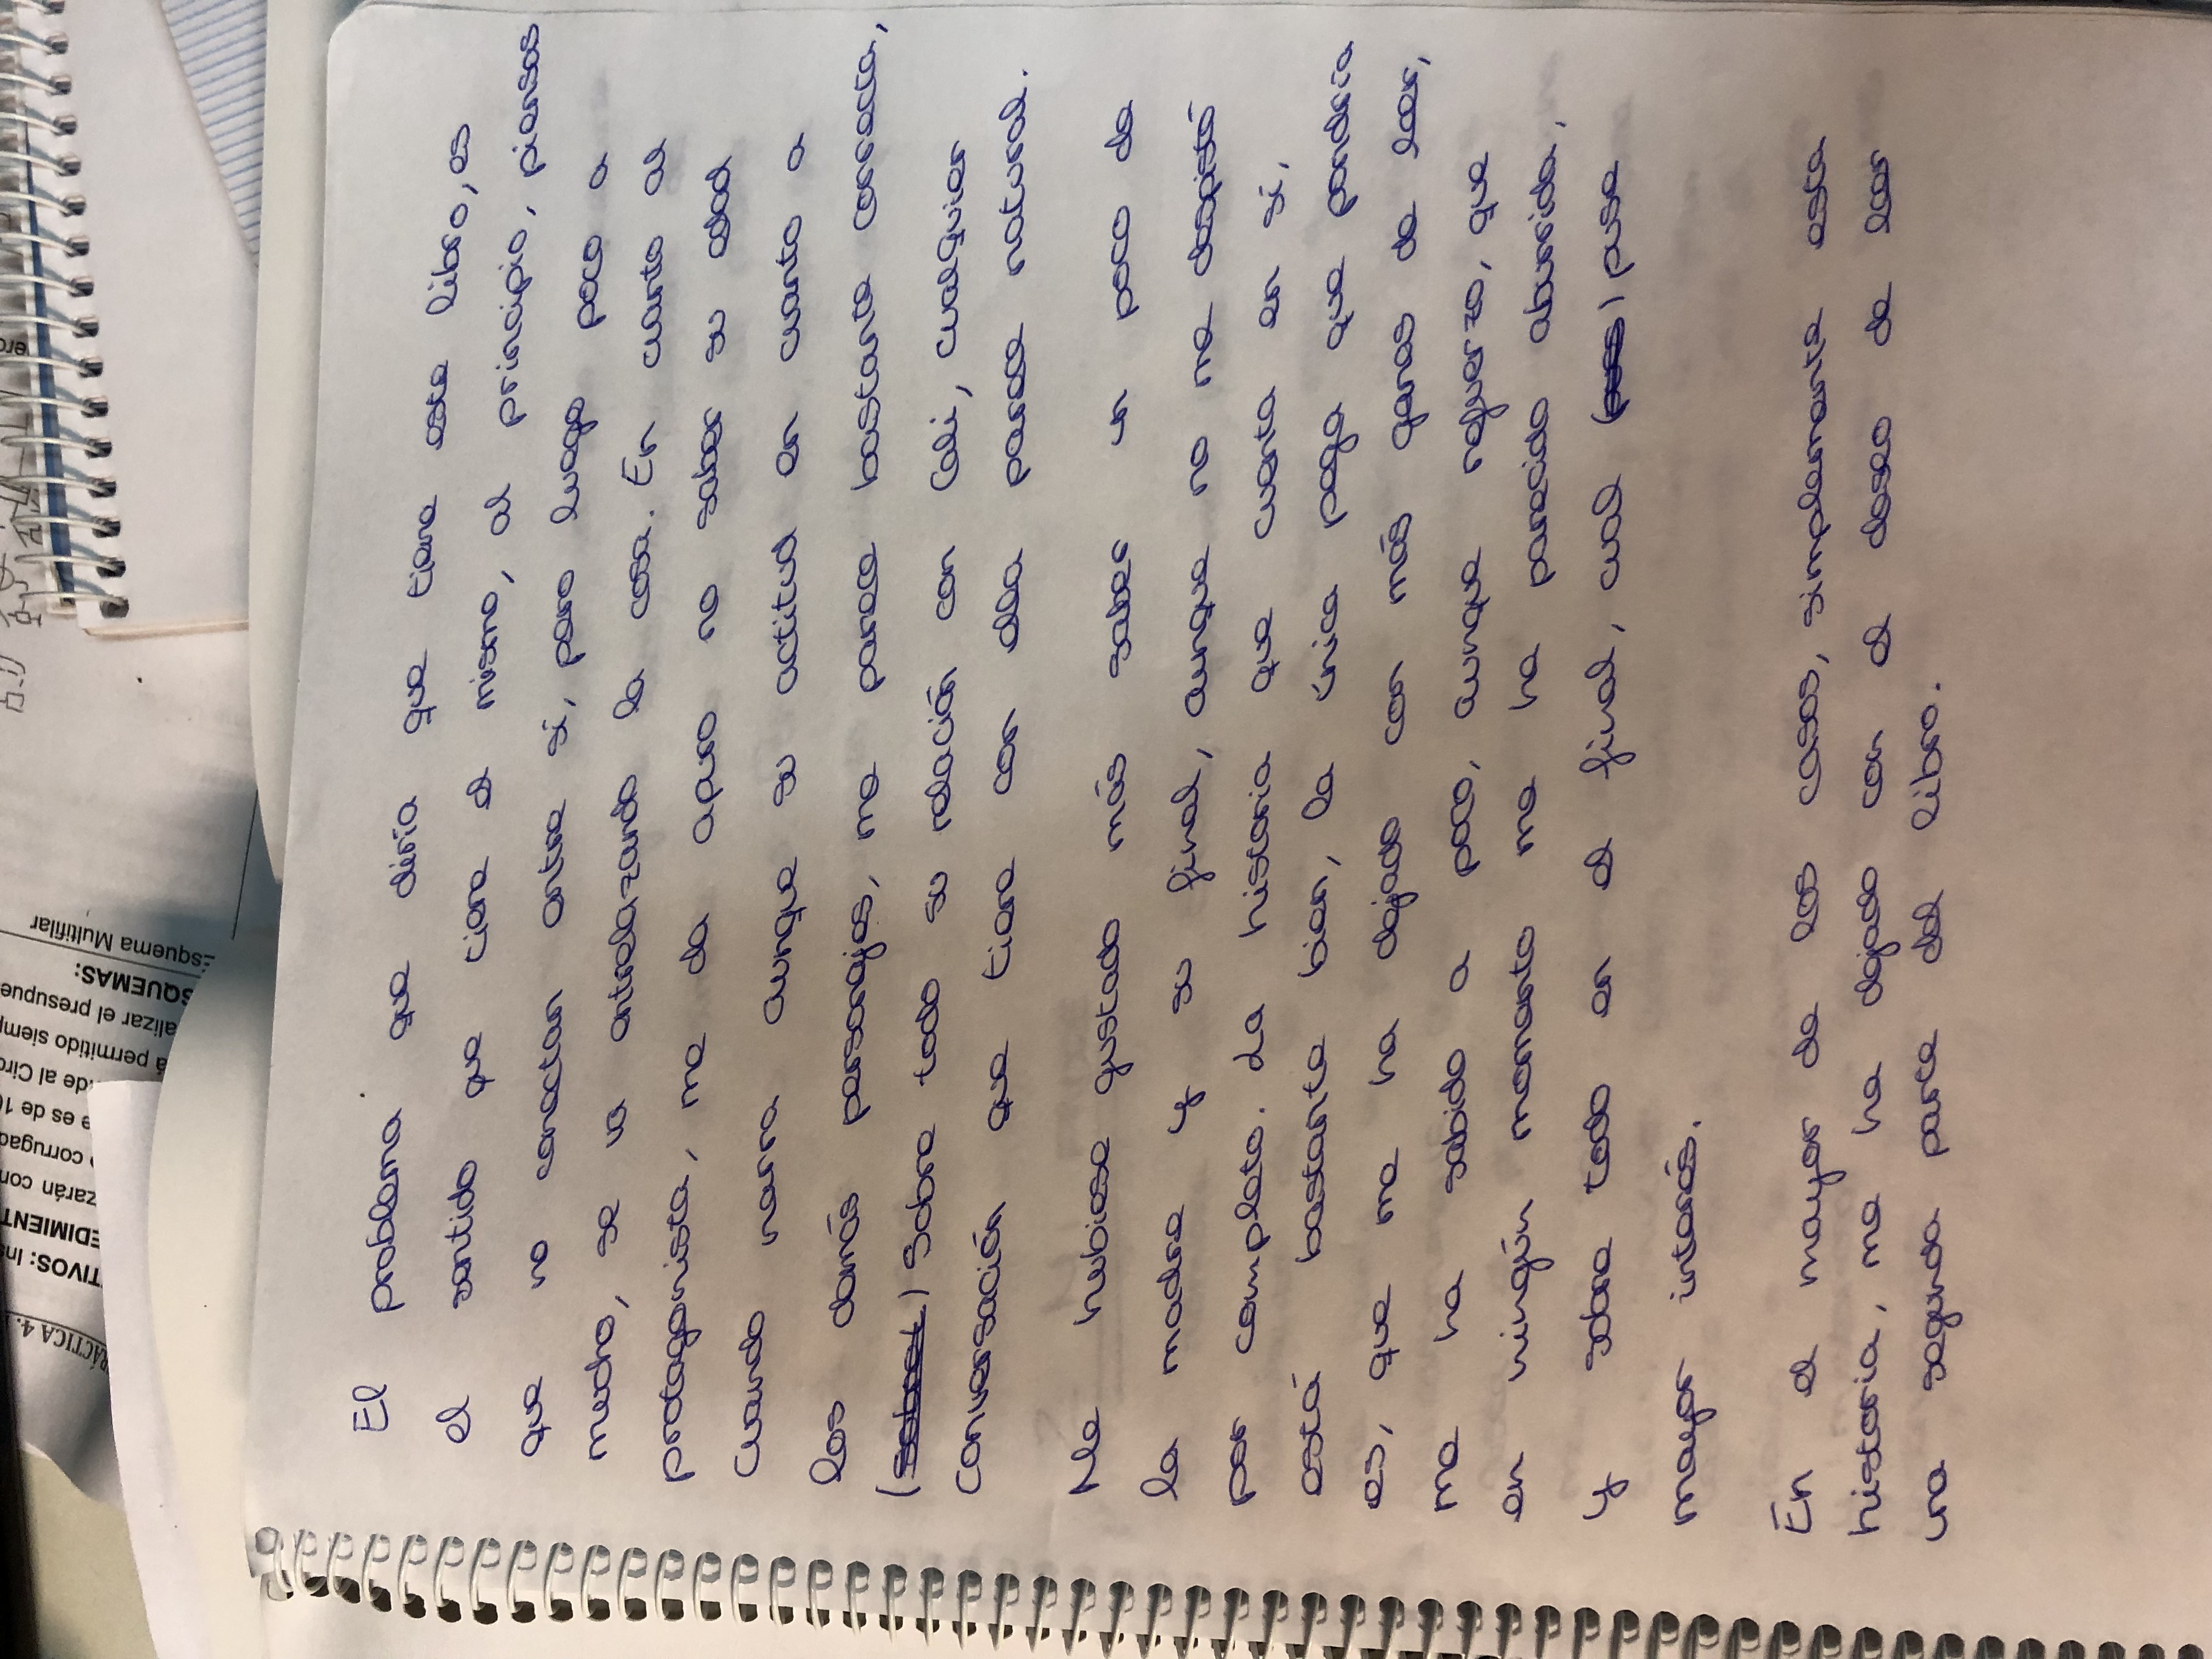 RÁCTICA 4.
TIVOS: Ins
EDIMIENT
zarán con
corrugad
e es de 16
de al Circ
á permitido siemp
alizar el presupue
SQUEMAS:
Esquema Multifilar
El problema que diría que tiene este libro, es
el sentido que tiene el mismo, al principio, piensas
que no conectan entre sí, pero luego poco a
mucho, se va entrelazando la cosa. En cuanto al
protagonista, me da apuro no saber su edad
Cuando narra aunque su actitud en cuanto a
los demás personajes, me parece bastante correcta,
(Sobret) Sobre todo su relación con Cali, cualquier
conversación que tiene con ella parece natural.
Me hubiese gustado más saber un poco de
la madre y su final, aunque no me despistó
por completo. La historia que cuenta en sí,
está bastante bien, la única pega que pondría
es, que me ha dejado con más ganas de leer,
me ha sabido a poco, aunque refuerzo, que
en ningún momento me ha parecido aburrida,
y sobre todo en el final, cual (pues) puse
mayor interés.
En el mayor de los casos, simplemente esta
historia, me ha dejado con el deseo de leer
una segunda parte del libro.